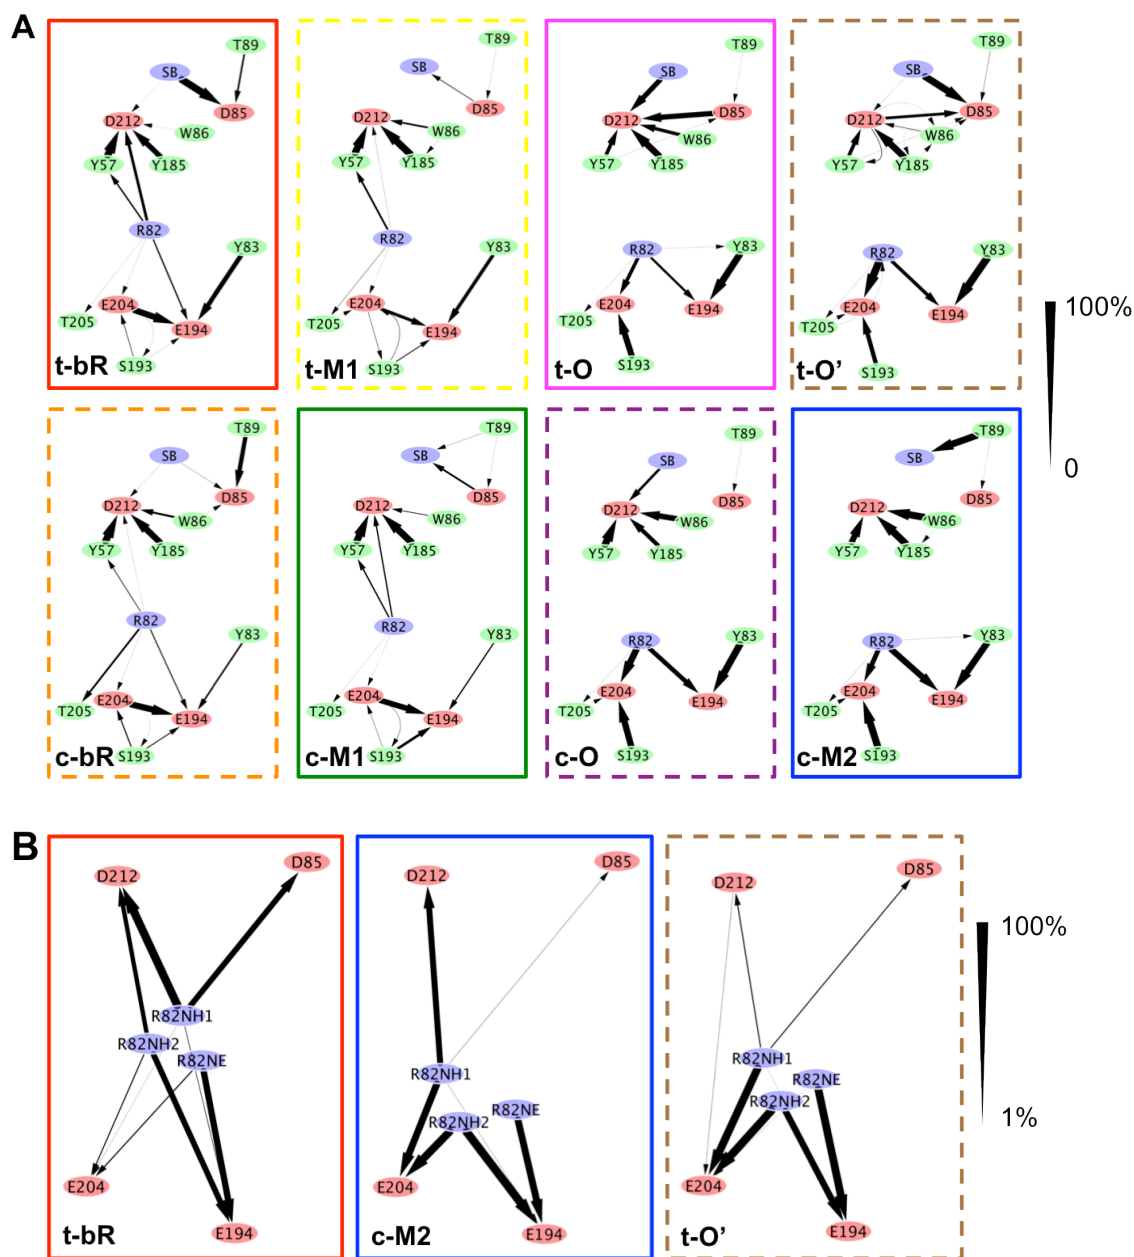 A
T89
SB
D85
D212
W86
Y57
Y185
R82
Y83
E204
T205
E194
S193
t-bR
T89
SB
D85
D212
W86
Y57
Y185
R82
Y83
E204
T205
E194
S193
t-M1
T89
SB
D85
D212
W86
Y57
Y185
R82
Y83
E204
E194
T205
S193
t-O
T89
SB
D85
D212
W86
Y57
Y185
R82
Y83
E204
E194
T205
S193
t-O’
100%
0
T89
SB
D85
D212
W86
Y57
Y185
R82
Y83
E204
T205
E194
S193
c-bR
T89
SB
D85
D212
W86
Y57
Y185
R82
Y83
E204
T205
E194
S193
c-M1
T89
SB
D85
D212
W86
Y57
Y185
R82
Y83
E204
E194
T205
S193
c-O
T89
SB
D85
D212
W86
Y57
Y185
R82
Y83
E204
E194
T205
S193
c-M2
B
D212
D85
R82NH1
R82NH2
R82NE
E204
E194
t-bR
D212
D85
R82NH1
R82NE
R82NH2
E204
E194
c-M2
D212
D85
R82NH1
R82NE
R82NH2
E204
E194
t-O’
100%
1%